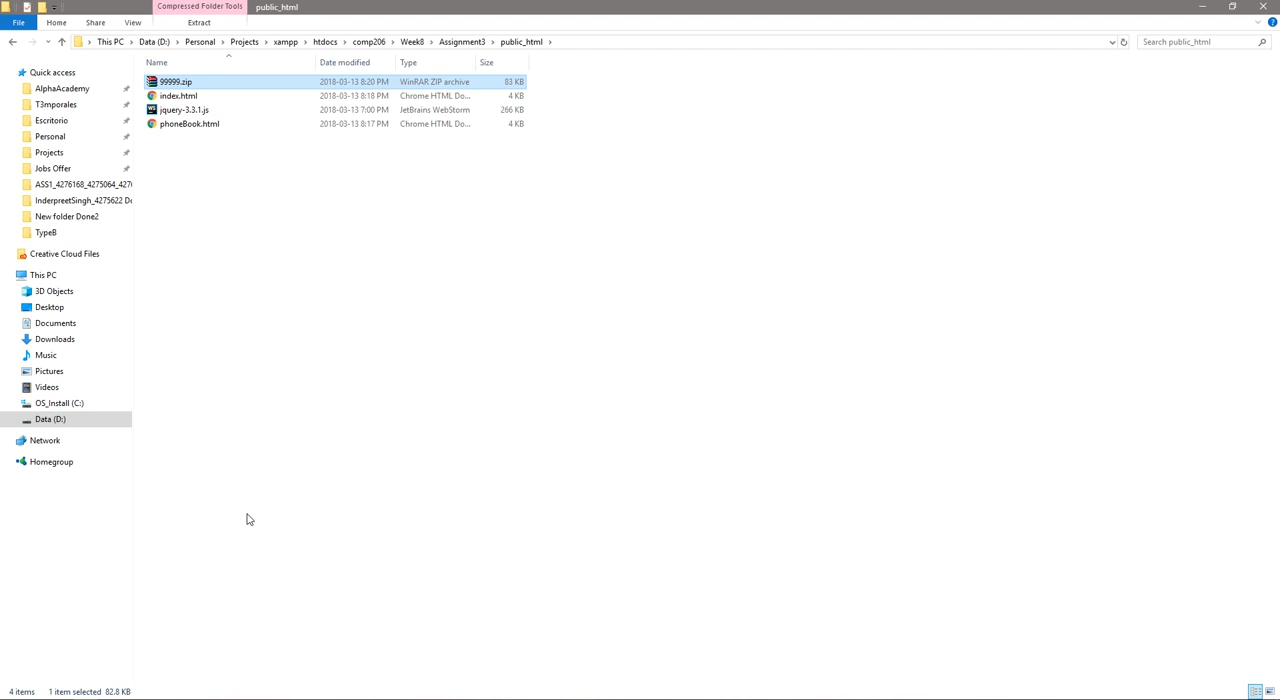 Compressed Folder Tools public_html
File Home Share View Extract
This PC > Data (D:) > Personal > Projects > xampp > htdocs > comp206 > Week8 > Assignment3 > public_html > Search public_html
Name Date modified Type Size
Quick access
AlphaAcademy
T3mporales
Escritorio
Personal
Projects
Jobs Offer
ASS1_4276168_4275064_427
InderpreetSingh_4275622 Do
New folder Done2
TypeB
Creative Cloud Files
This PC
3D Objects
Desktop
Documents
Downloads
Music
Pictures
Videos
OS_Install (C:)
Data (D:)
Network
Homegroup
99999.zip 2018-03-13 8:20 PM WinRAR ZIP archive 83 KB
index.html 2018-03-13 8:18 PM Chrome HTML Do... 4 KB
jquery-3.3.1.js 2018-03-13 7:00 PM JetBrains WebStorm 266 KB
phoneBook.html 2018-03-13 8:17 PM Chrome HTML Do... 4 KB
4 items 1 item selected 82.8 KB